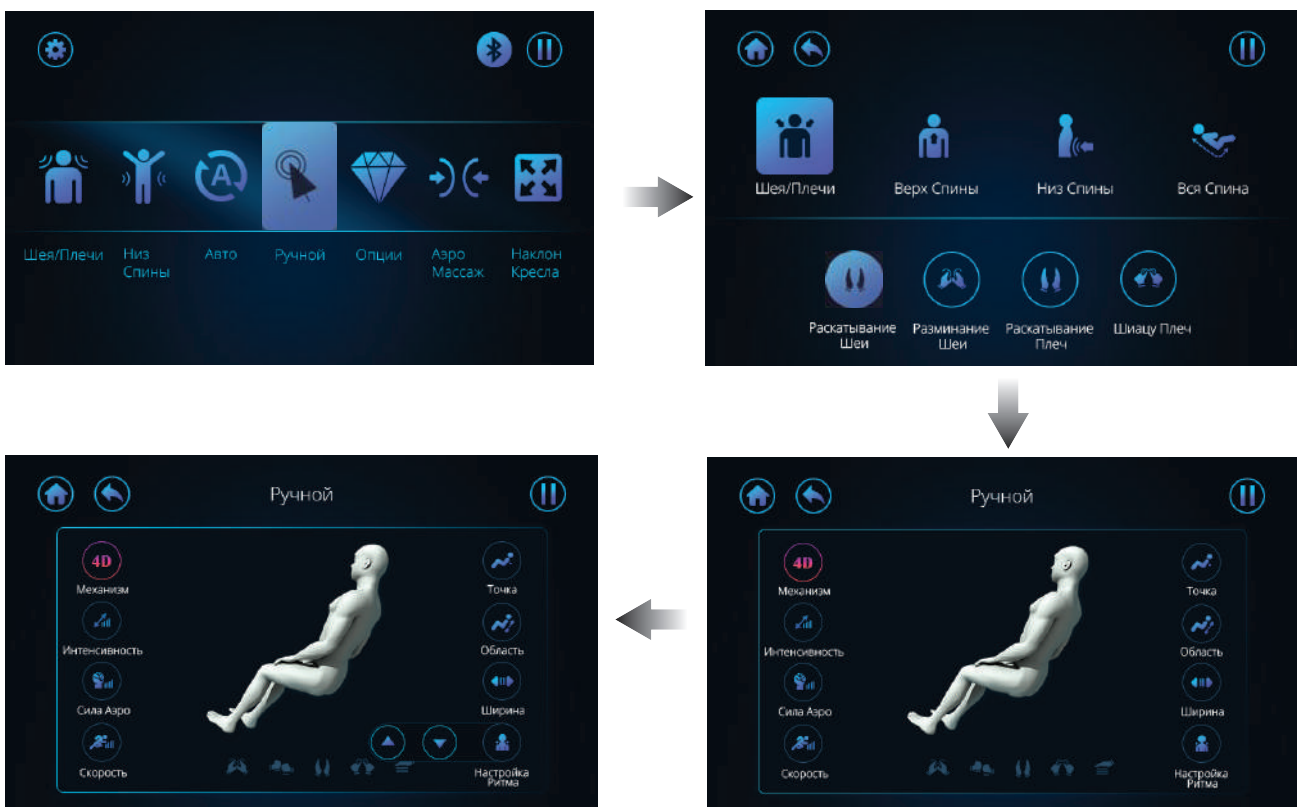 Шея/Плечи
Низ
Спины
Авто
Ручной
Опции
Аэро
Массаж
Наклон
Кресла
Шея/Плечи
Верх Спины
Низ Спины
Вся Спина
Раскатывание
Шеи
Разминание
Шеи
Раскатывание
Плеч
Шиацу Плеч
Ручной
4D
Механизм
Интенсивность
Сила Аэро
Скорость
Точка
Область
Ширина
Настройка
Ритма
Ручной
4D
Механизм
Интенсивность
Сила Аэро
Скорость
Точка
Область
Ширина
Настройка
Ритма